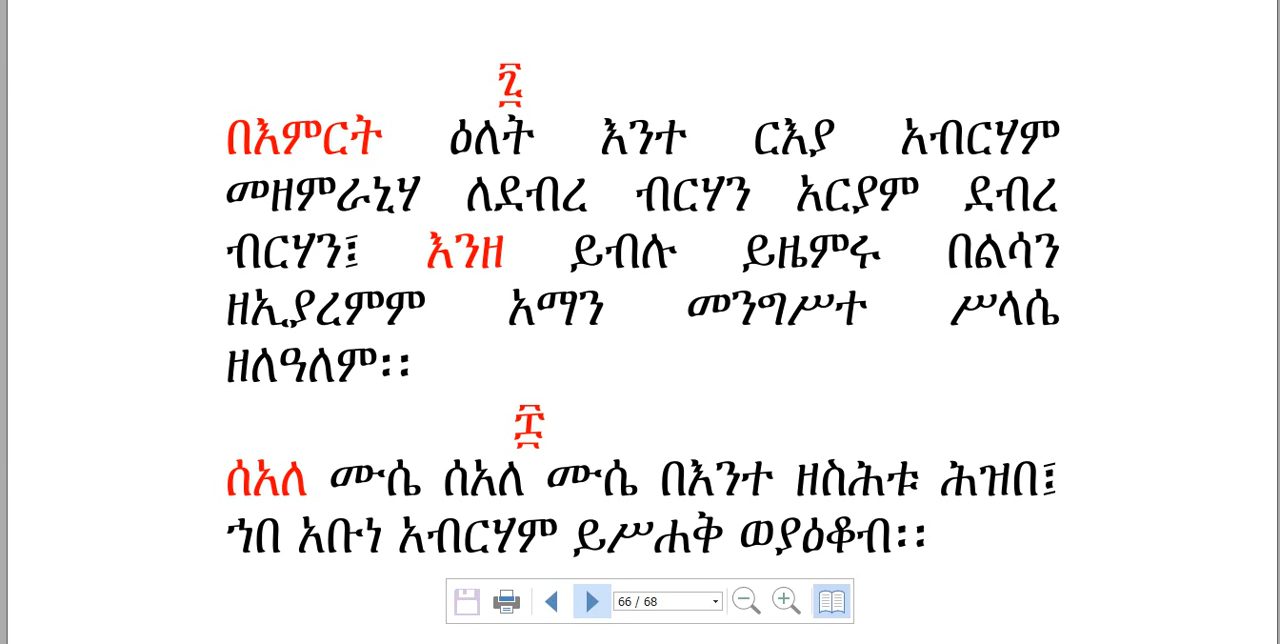 ፯
በእምርት ዕለት እንተ ርእያ አብርሃም
መዘምራኒሃ ለደብረ ብርሃን አርያም ደብረ
ብርሃን፤ እንዘ ይብሉ ይዜምሩ በልሳን
ዘኢያረምም አማን መንግሥተ ሥላሴ
ዘለዓለም፡፡
፰
ሰአለ ሙሴ ሰአለ ሙሴ በእንተ ዘስሕቱ ሕዝበ፤
ኀበ አቡነ አብርሃም ይሥሐቅ ወያዕቆብ፡፡
66 / 68